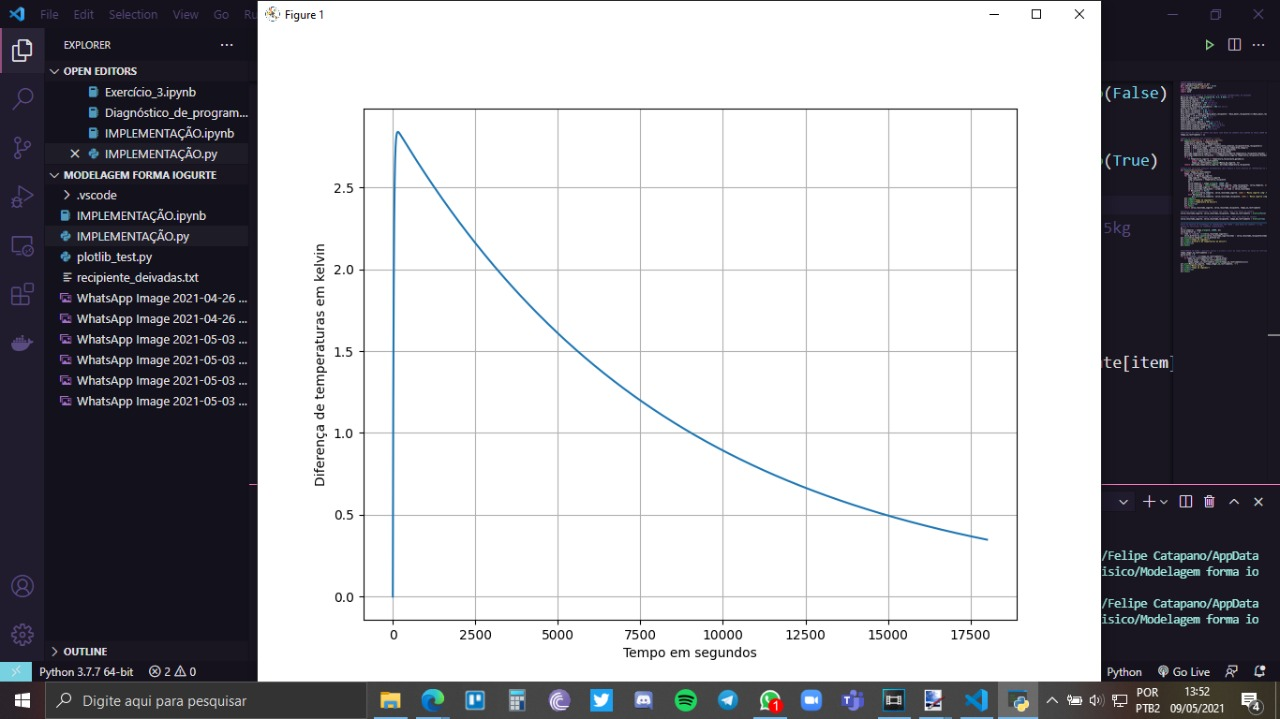 File Edit Selection View Go Ru
Figure 1
EXPLORER
OPEN EDITORS
Exercício_3.ipynb
Diagnóstico_de_program...
IMPLEMENTAÇÃO.ipynb
IMPLEMENTAÇÃO.py
MODELAGEM FORMA IOGURTE
.vscode
IMPLEMENTAÇÃO.ipynb
IMPLEMENTAÇÃO.py
plotlib_test.py
recipiente_deivadas.txt
WhatsApp Image 2021-04-26 ...
WhatsApp Image 2021-04-26 ...
WhatsApp Image 2021-05-03 ...
WhatsApp Image 2021-05-03 ...
WhatsApp Image 2021-05-03 ...
WhatsApp Image 2021-05-03 ...
OUTLINE
Python 3.7.7 64-bit 2 0
Diferença de temperaturas em kelvin
2.5
2.0
1.5
1.0
0.5
0.0
0 2500 5000 7500 10000 12500 15000 17500
Tempo em segundos
(False)
(True)
5kg
te[item]
/Felipe Catapano/AppData
isico/Modelagem forma io
/Felipe Catapano/AppData
isico/Modelagem forma io
Python Go Live
Digite aqui para pesquisar
1
POR
PTB2
13:52
09/05/2021
4